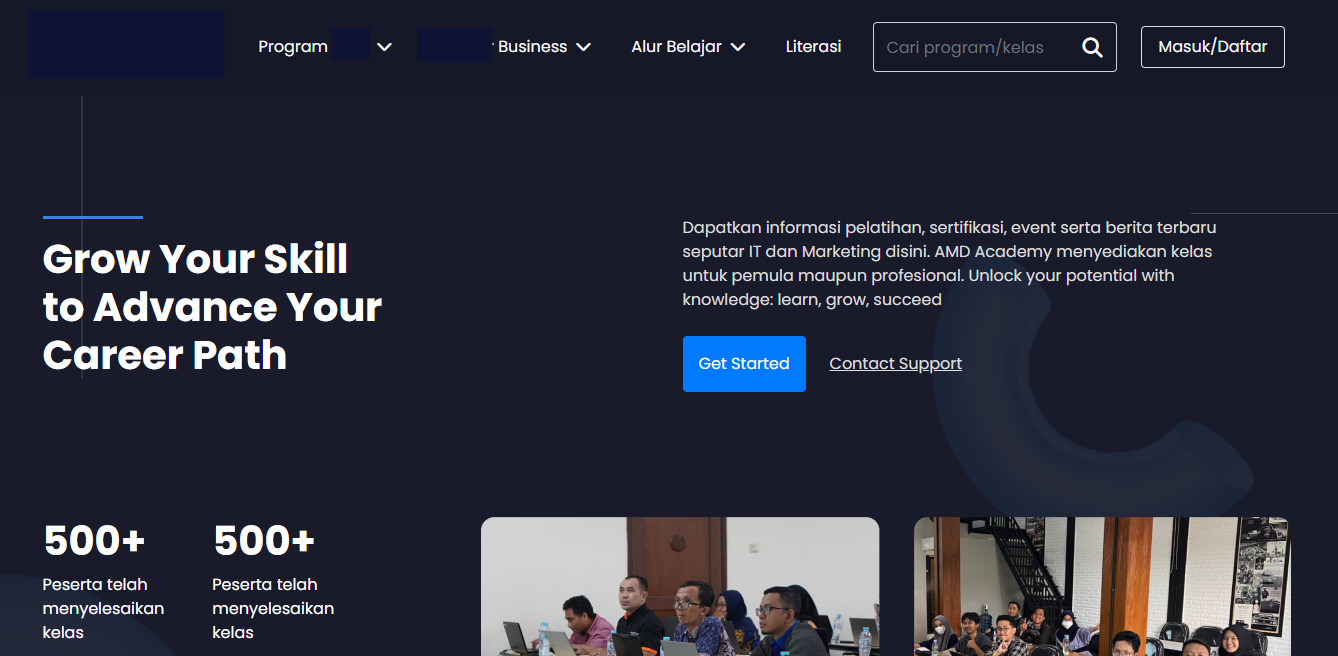 Program
Business
Alur Belajar
Literasi
Cari program/kelas
Masuk/Daftar
Grow Your Skill
to Advance Your
Career Path
Dapatkan informasi pelatihan, sertifikasi, event serta berita terbaru
seputar IT dan Marketing disini. AMD Academy menyediakan kelas
untuk pemula maupun profesional. Unlock your potential with
knowledge: learn, grow, succeed
Get Started
Contact Support
500+
Peserta telah
menyelesaikan
kelas
500+
Peserta telah
menyelesaikan
kelas